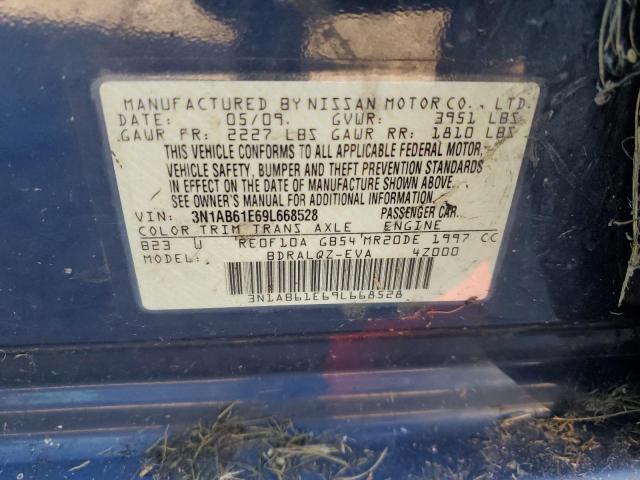 MANUFACTURED BY NISSAN MOTOR CO., LTD.
DATE: 05/09. GVWR: 3951 LBS
GAWR FR: 2227 LBS GAWR RR: 1810 LBS
THIS VEHICLE CONFORMS TO ALL APPLICABLE FEDERAL MOTOR
VEHICLE SAFETY, BUMPER AND THEFT PREVENTION STANDARDS
IN EFFECT ON THE DATE OF MANUFACTURE SHOWN ABOVE.
SEE OWNER'S MANUAL FOR ADDITIONAL INFORMATION.
VIN: 3N1AB61E69L668528 PASSENGER CAR.
COLOR TRIM TRANS AXLE ENGINE
B23 W RE0F10A GB54 MR20DE 1997 CC
MODEL: BDRALQZ-EVA 4Z000
3N1AB61E69L668528